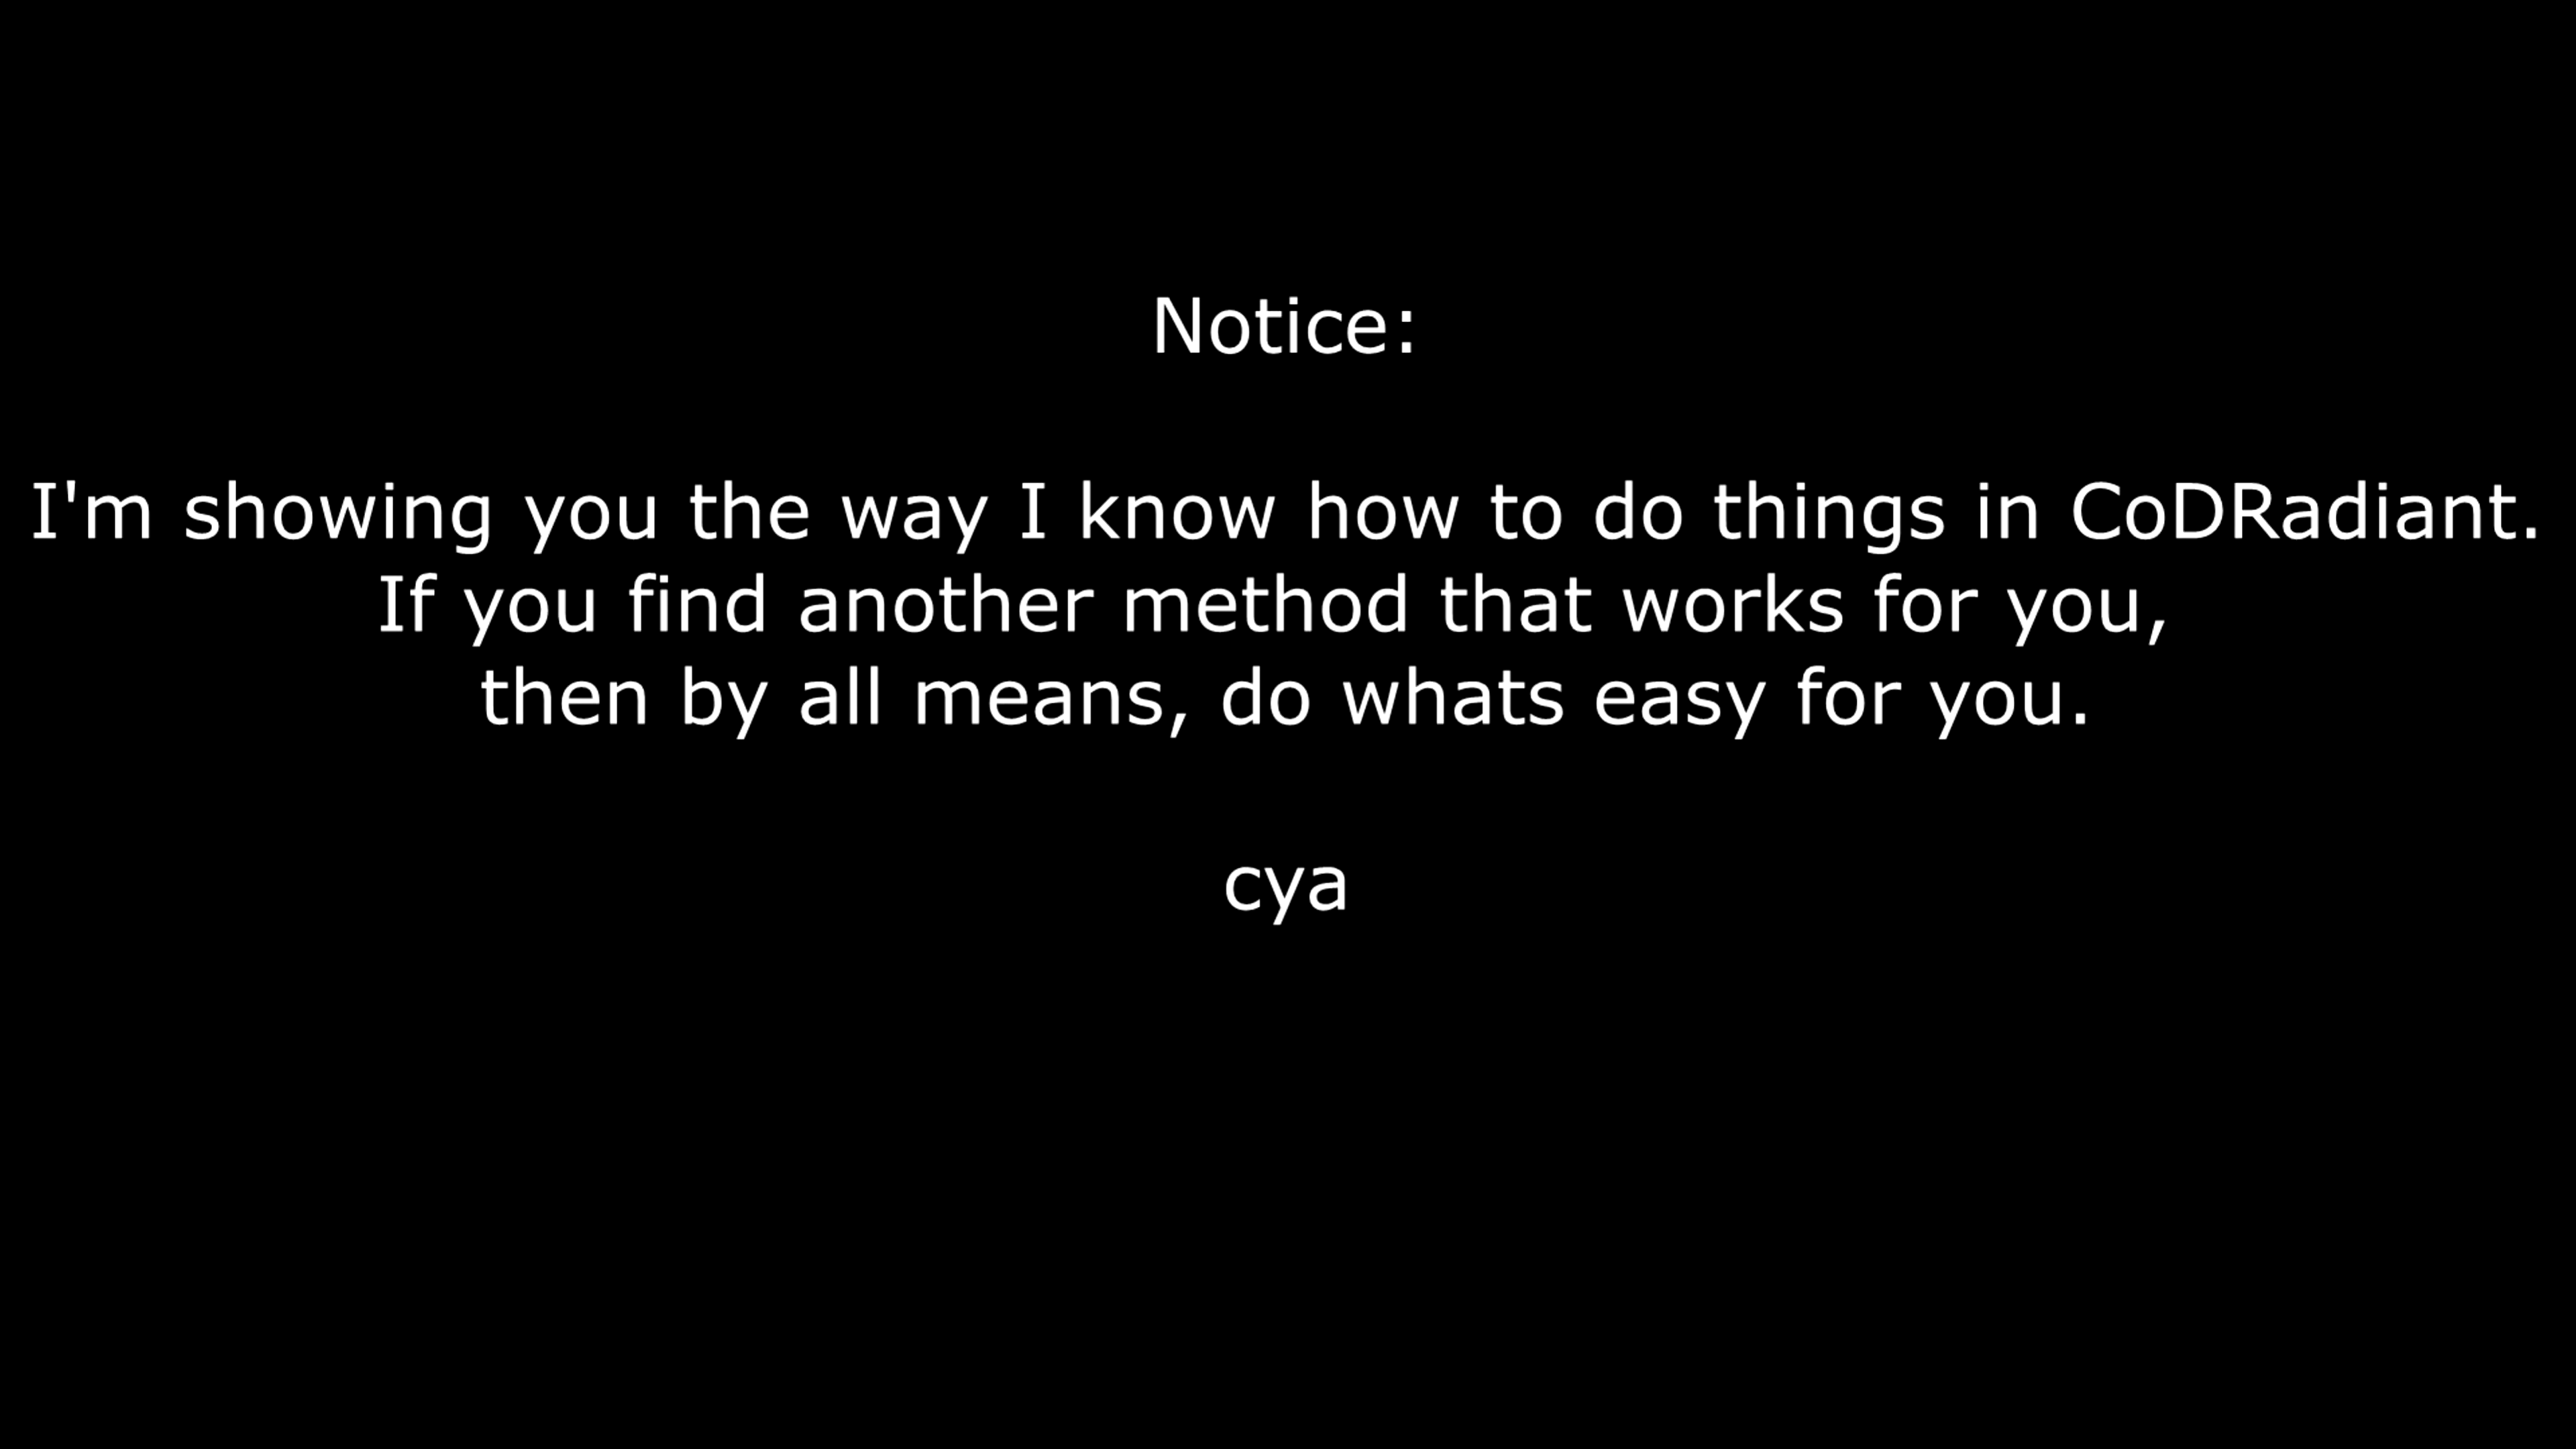 Notice:
I'm showing you the way I know how to do things in CoDRadiant.
If you find another method that works for you,
then by all means, do whats easy for you.
cya